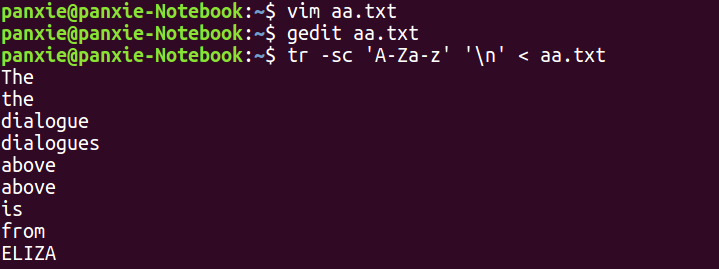 panxie@panxie-Notebook:~$ vim aa.txt
panxie@panxie-Notebook:~$ gedit aa.txt
panxie@panxie-Notebook:~$ tr -sc 'A-Za-z' '\n' < aa.txt
The
the
dialogue
dialogues
above
above
is
from
ELIZA